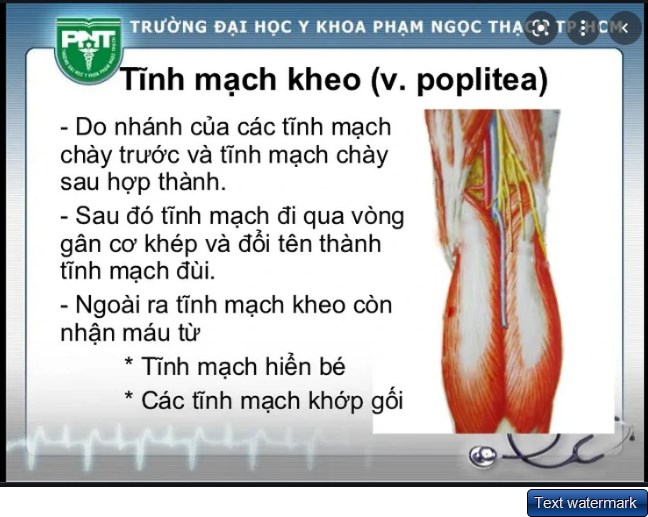 TRƯỜNG ĐẠI HỌC Y KHOA PHẠM NGỌC THẠCH TP.HCM
PNT
Tĩnh mạch kheo (v. poplitea)
- Do nhánh của các tĩnh mạch
chày trước và tĩnh mạch chày
sau hợp thành.
- Sau đó tĩnh mạch đi qua vòng
gân cơ khép và đổi tên thành
tĩnh mạch đùi.
- Ngoài ra tĩnh mạch kheo còn
nhận máu từ
* Tĩnh mạch hiển bé
* Các tĩnh mạch khớp gối
Text watermark